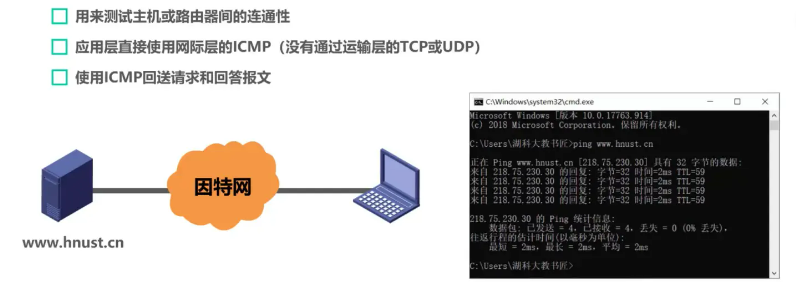 用来测试主机或路由器间的连通性
应用层直接使用网际层的ICMP（没有通过运输层的TCP或UDP）
使用ICMP回送请求和回答报文
因特网
www.hnust.cn
C:\Windows\system32\cmd.exe
Microsoft Windows [版本 10.0.17763.914]
(c) 2018 Microsoft Corporation。保留所有权利。
C:\Users\湖科大教书匠>ping www.hnust.cn
正在 Ping www.hnust.cn [218.75.230.30] 具有 32 字节的数据:
来自 218.75.230.30 的回复: 字节=32 时间=2ms TTL=59
来自 218.75.230.30 的回复: 字节=32 时间=2ms TTL=59
来自 218.75.230.30 的回复: 字节=32 时间=2ms TTL=59
来自 218.75.230.30 的回复: 字节=32 时间=2ms TTL=59
218.75.230.30 的 Ping 统计信息:
数据包: 已发送 = 4，已接收 = 4，丢失 = 0 (0% 丢失)，
往返行程的估计时间(以毫秒为单位):
最短 = 2ms，最长 = 2ms，平均 = 2ms
C:\Users\湖科大教书匠>